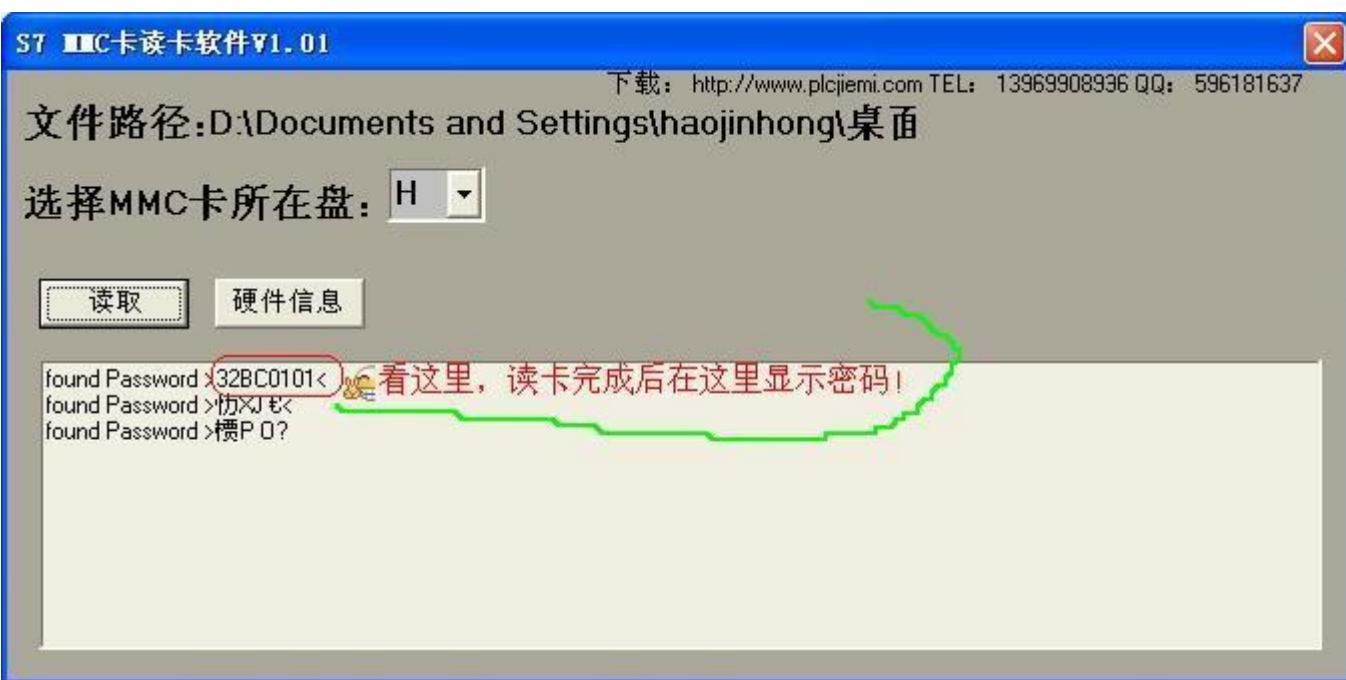 S7 MMC卡读卡软件V1.01
下载： http://www.plcjiemi.com TEL： 13969908936 QQ： 596181637
文件路径:D:\Documents and Settings\haojinhong\桌面
选择MMC卡所在盘： H
读取 硬件信息
found Password >32BC0101< 看这里，读卡完成后在这里显示密码！
found Password >
found Password >